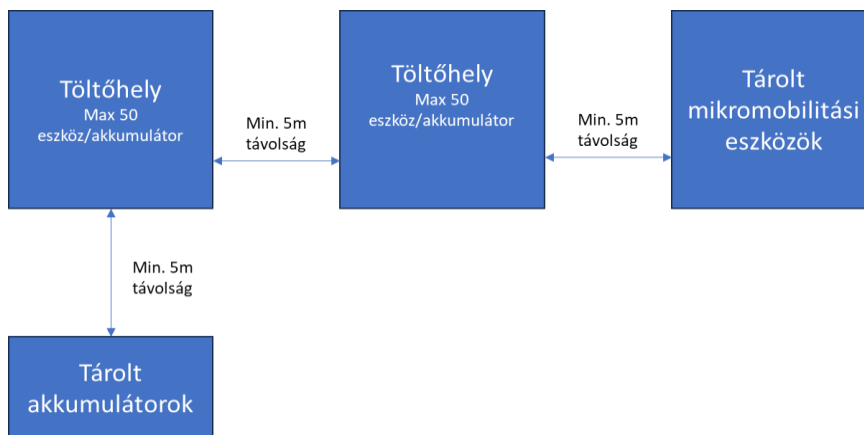 Töltőhely
Max 50
eszköz/akkumulátor
Min. 5m
távolság
Töltőhely
Max 50
eszköz/akkumulátor
Min. 5m
távolság
Tárolt
mikromobilitási
eszközök
Min. 5m
távolság
Tárolt
akkumulátorok